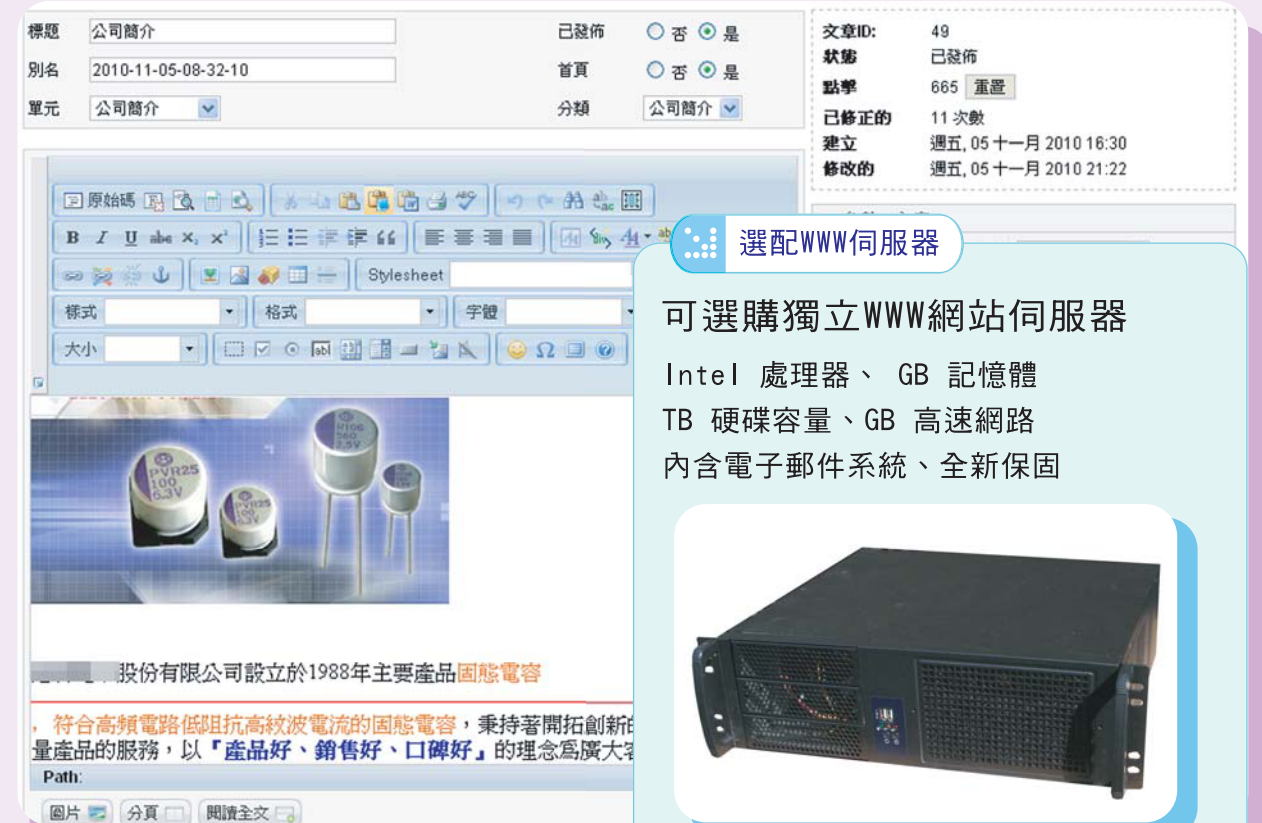 標題 公司簡介 已發佈 否 是
別名 2010-11-05-08-32-10 首頁 否 是
單元 公司簡介 分類 公司簡介
文章ID: 49
狀態 已發佈
點擊 665 重置
已修正的 11 次數
建立 週五, 05 十一月 2010 16:30
修改的 週五, 05 十一月 2010 21:22
原始碼
B I U abc X₂ X²
Stylesheet
樣式 格式 字體
大小
選配WWW伺服器
可選購獨立WWW網站伺服器
Intel 處理器、 GB 記憶體
TB 硬碟容量、GB 高速網路
內含電子郵件系統、全新保固
PVR25
100
6.3V
股份有限公司設立於1988年主要產品固態電容
，符合高頻電路低阻抗高紋波電流的固態電容，秉持著開拓創新
量產品的服務，以『產品好、銷售好、口碑好』的理念為廣大
Path:
圖片 分頁 閱讀全文